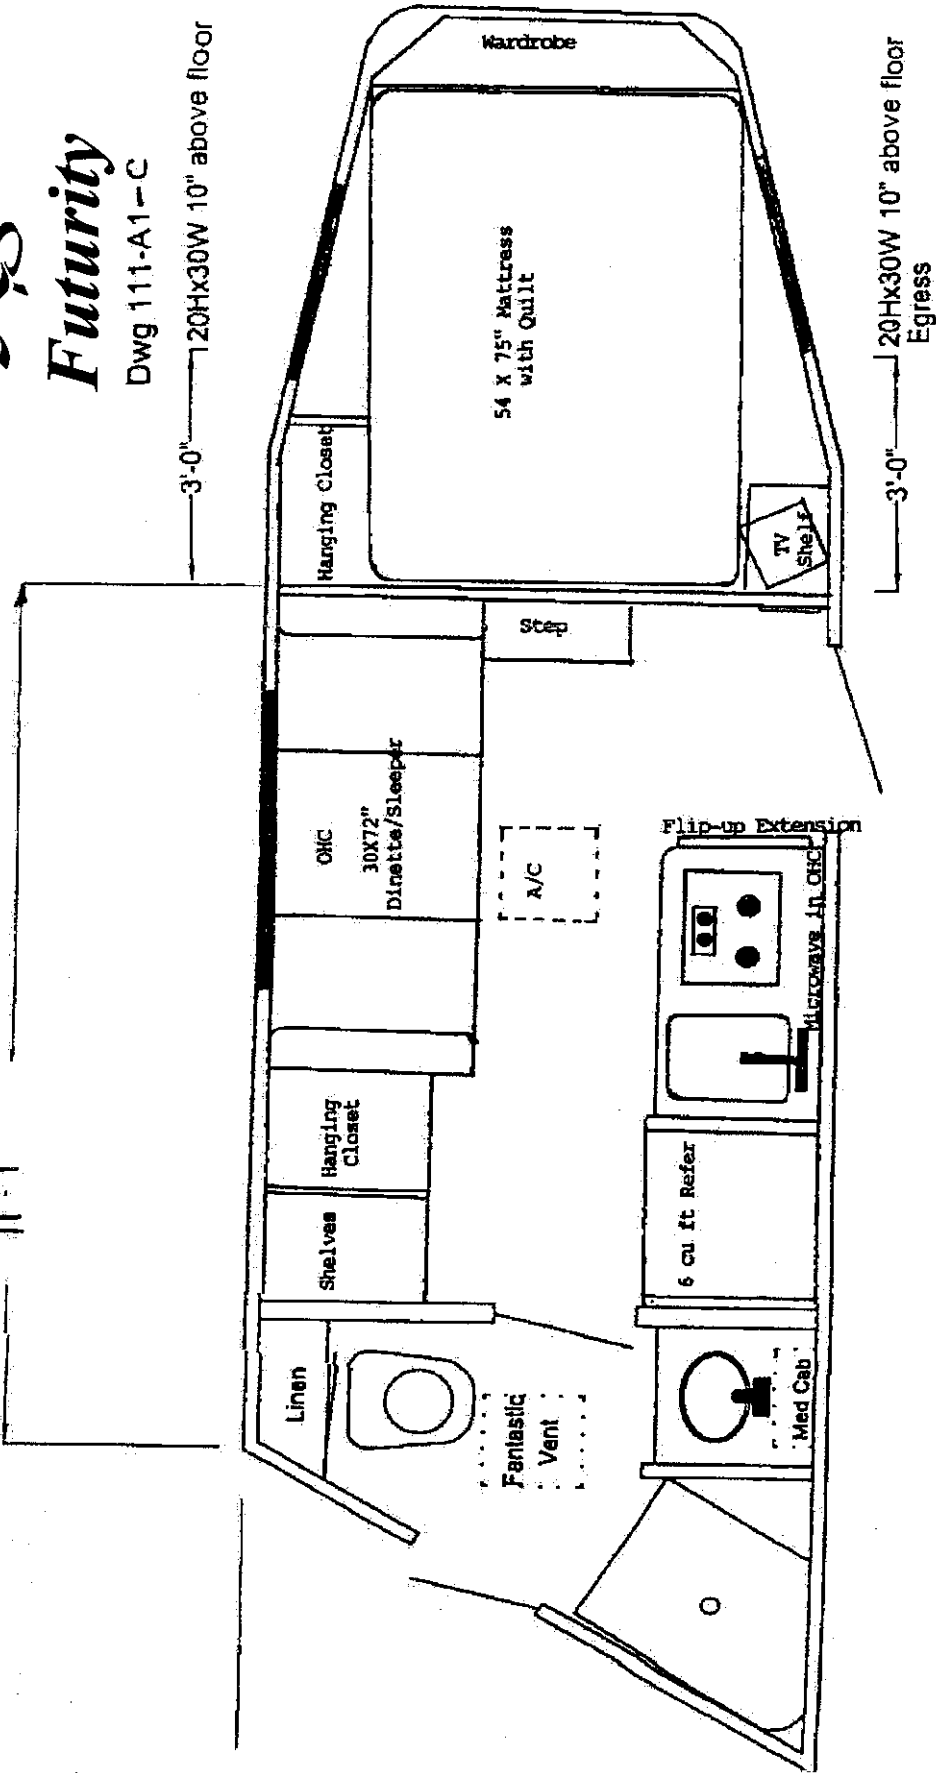 Futurity
Dwg 111-A1-C
3'-0"
20Hx30W 10" above floor
Wardrobe
54 X 75" Mattress
with Quilt
Hanging Closet
TV
Shelf
3'-0"
20Hx30W 10" above floor
Egress
Step
OHC
30X72"
Dinette/Sleeper
A/C
Flip-up Extension
Microwave in OHC
Hanging
Closet
Shelves
6 cu ft Refer
Linen
Fantastic
Vent
Med Cab